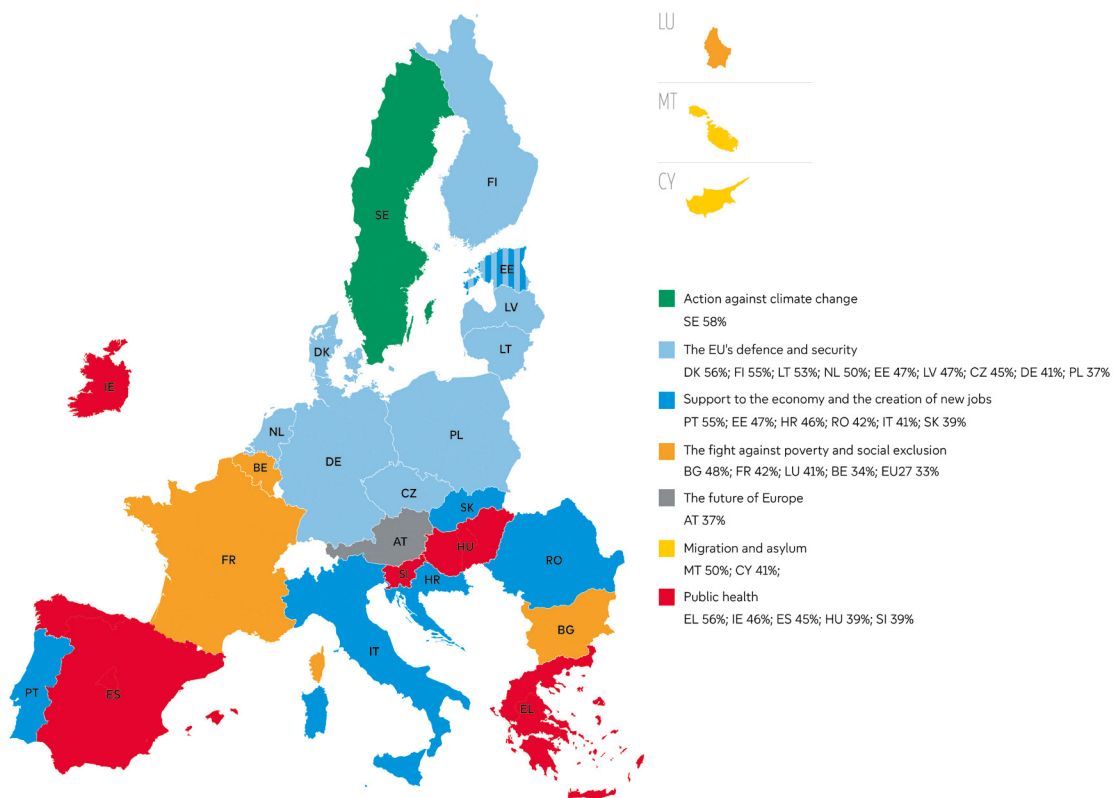 LU
MT
CY
FI
SE
EE
LV
LT
DK
IE
NL
PL
BE
DE
CZ
SK
AT
HU
FR
RO
SI
HR
BG
IT
PT
ES
EL
Action against climate change
SE 58%
The EU's defence and security
DK 56%; FI 55%; LT 53%; NL 50%; EE 47%; LV 47%; CZ 45%; DE 41%; PL 37%
Support to the economy and the creation of new jobs
PT 55%; EE 47%; HR 46%; RO 42%; IT 41%; SK 39%
The fight against poverty and social exclusion
BG 48%; FR 42%; LU 41%; BE 34%; EU27 33%
The future of Europe
AT 37%
Migration and asylum
MT 50%; CY 41%;
Public health
EL 56%; IE 46%; ES 45%; HU 39%; SI 39%